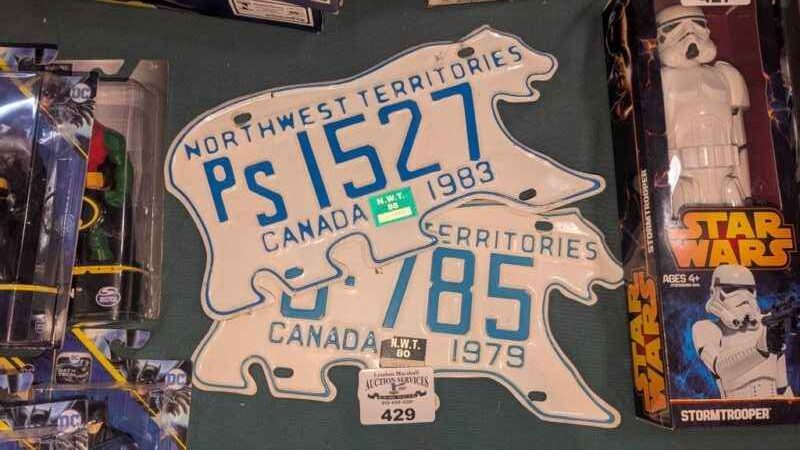 NORTHWEST TERRITORIES
Ps 1527
N.W.T.
85
CANADA 1983
TERRITORIES
785
CANADA 1979
N.W.T.
80
AUCTION SERVICES
429
DC
DC
STORMTROOPER
STAR
WARS
AGES 4+
STAR
WARS
STORMTROOPER